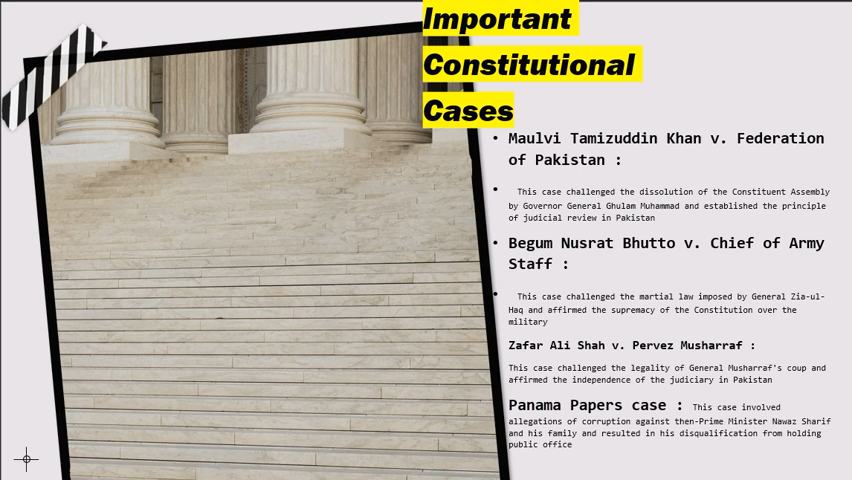 Important
Constitutional
Cases
• Maulvi Tamizuddin Khan v. Federation
of Pakistan :
• This case challenged the dissolution of the Constituent Assembly
by Governor General Ghulam Muhammad and established the principle
of judicial review in Pakistan
• Begum Nusrat Bhutto v. Chief of Army
Staff :
• This case challenged the martial law imposed by General Zia-ul-
Haq and affirmed the supremacy of the Constitution over the
military
Zafar Ali Shah v. Pervez Musharraf :
This case challenged the legality of General Musharraf's coup and
affirmed the independence of the judiciary in Pakistan
Panama Papers case : This case involved
allegations of corruption against then-Prime Minister Nawaz Sharif
and his family and resulted in his disqualification from holding
public office